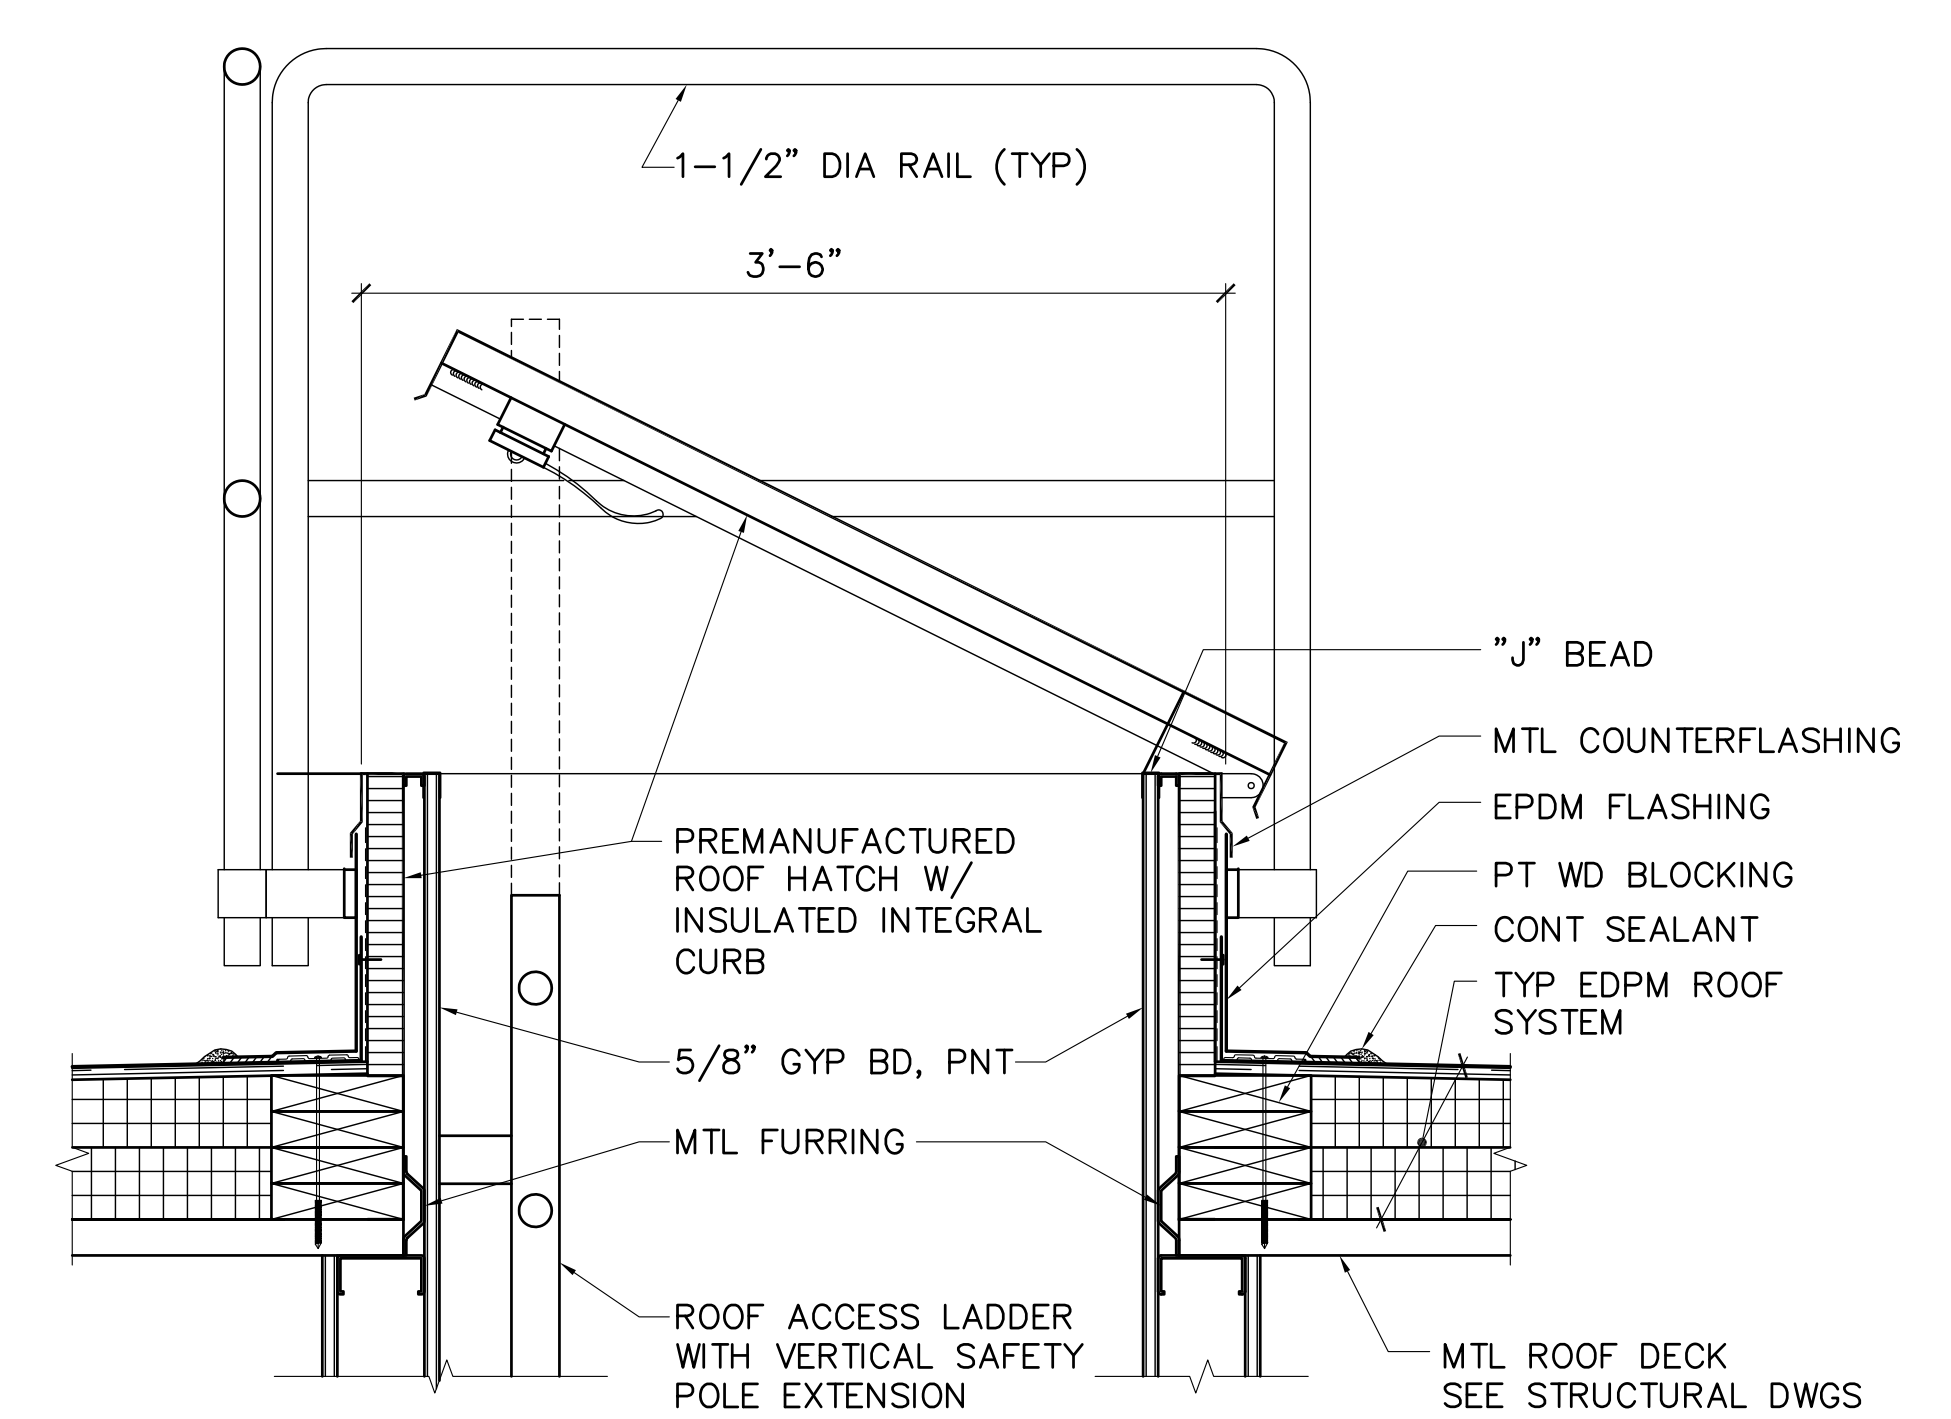 1-1/2" DIA RAIL (TYP)
3'-6"
"J" BEAD
MTL COUNTERFLASHING
EPDM FLASHING
PT WD BLOCKING
CONT SEALANT
TYP EDPM ROOF
SYSTEM
PREMANUFACTURED
ROOF HATCH W/
INSULATED INTEGRAL
CURB
5/8" GYP BD, PNT
MTL FURRING
ROOF ACCESS LADDER
WITH VERTICAL SAFETY
POLE EXTENSION
MTL ROOF DECK
SEE STRUCTURAL DWGS